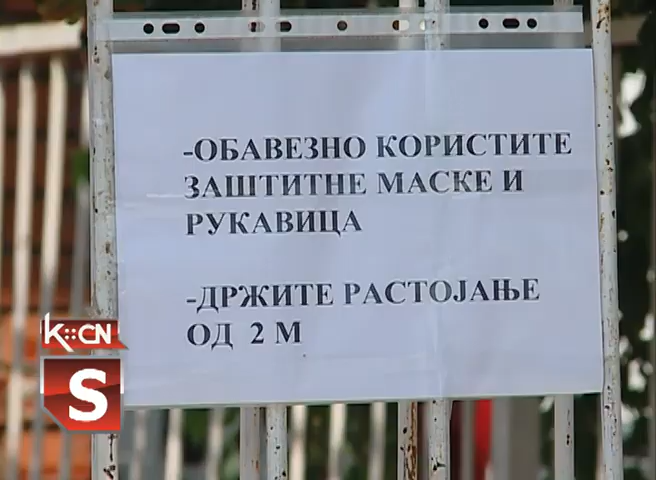 -ОБАВЕЗНО КОРИСТИТЕ
ЗАШТИТНЕ МАСКЕ И
РУКАВИЦА
-ДРЖИТЕ РАСТОЈАЊЕ
ОД 2 М
K::CN
S